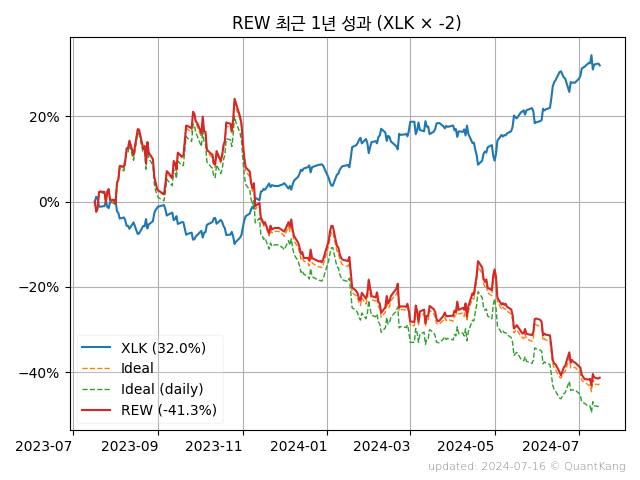 REW 최근 1년 성과 (XLK × -2)
20%
0%
−20%
−40%
XLK (32.0%)
Ideal
Ideal (daily)
REW (-41.3%)
2023-07 2023-09 2023-11 2024-01 2024-03 2024-05 2024-07
updated: 2024-07-16 © QuantKang